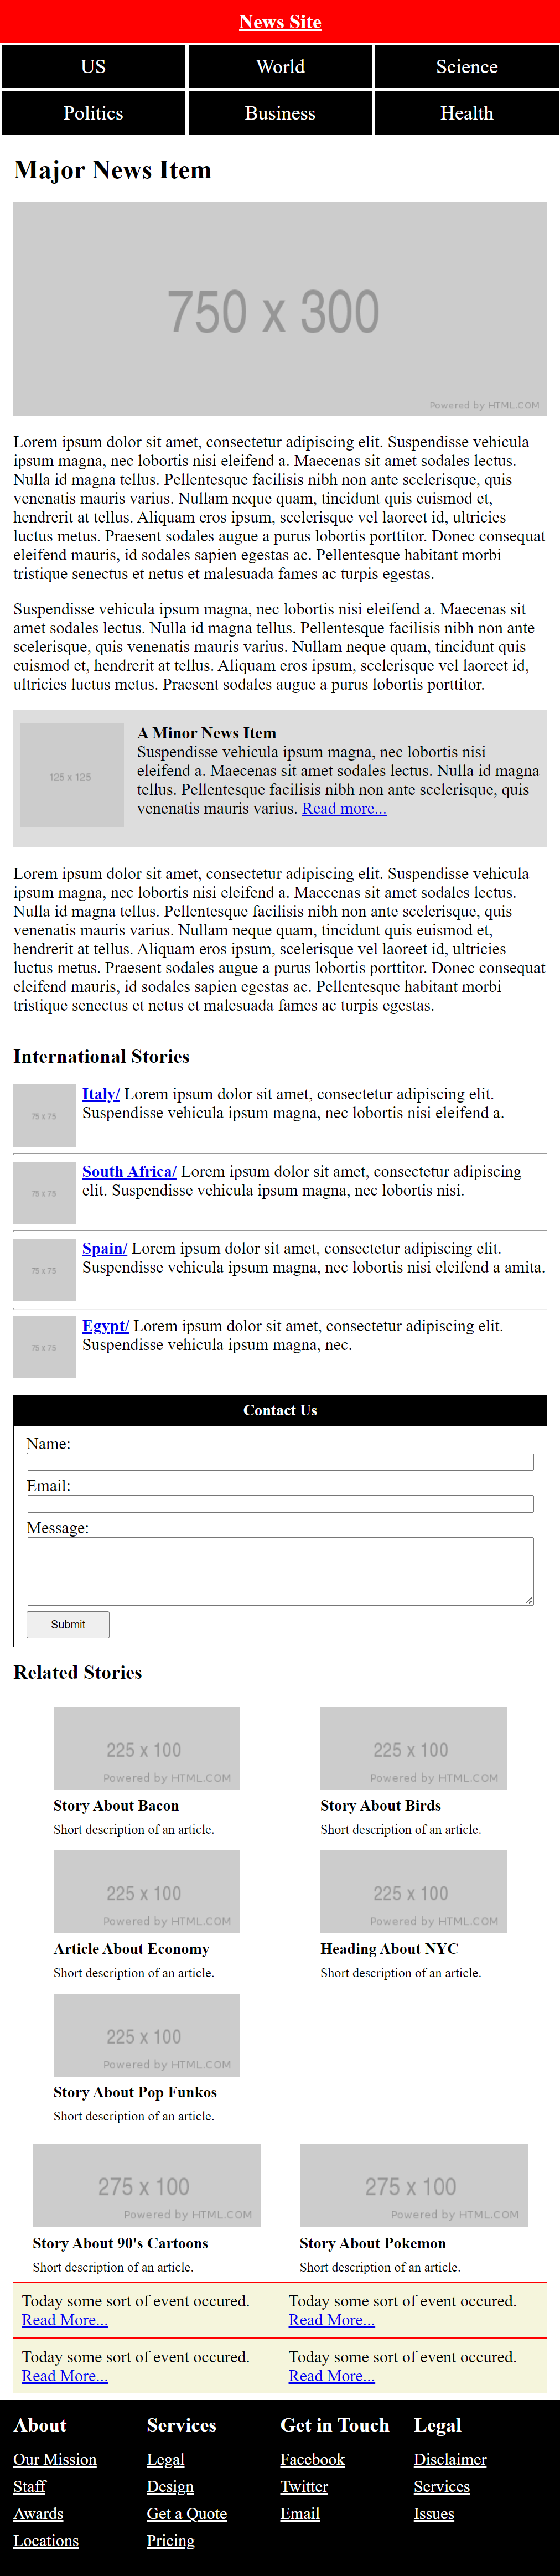 News Site
US World Science
Politics Business Health
Major News Item
750 x 300
Powered by HTML.COM
Lorem ipsum dolor sit amet, consectetur adipiscing elit. Suspendisse vehicula
ipsum magna, nec lobortis nisi eleifend a. Maecenas sit amet sodales lectus.
Nulla id magna tellus. Pellentesque facilisis nibh non ante scelerisque, quis
venenatis mauris varius. Nullam neque quam, tincidunt quis euismod et,
hendrerit at tellus. Aliquam eros ipsum, scelerisque vel laoreet id, ultricies
luctus metus. Praesent sodales augue a purus lobortis porttitor. Donec consequat
eleifend mauris, id sodales sapien egestas ac. Pellentesque habitant morbi
tristique senectus et netus et malesuada fames ac turpis egestas.
Suspendisse vehicula ipsum magna, nec lobortis nisi eleifend a. Maecenas sit
amet sodales lectus. Nulla id magna tellus. Pellentesque facilisis nibh non ante
scelerisque, quis venenatis mauris varius. Nullam neque quam, tincidunt quis
euismod et, hendrerit at tellus. Aliquam eros ipsum, scelerisque vel laoreet id,
ultricies luctus metus. Praesent sodales augue a purus lobortis porttitor.
125 x 125
A Minor News Item
Suspendisse vehicula ipsum magna, nec lobortis nisi
eleifend a. Maecenas sit amet sodales lectus. Nulla id magna
tellus. Pellentesque facilisis nibh non ante scelerisque, quis
venenatis mauris varius. Read more...
Lorem ipsum dolor sit amet, consectetur adipiscing elit. Suspendisse vehicula
ipsum magna, nec lobortis nisi eleifend a. Maecenas sit amet sodales lectus.
Nulla id magna tellus. Pellentesque facilisis nibh non ante scelerisque, quis
venenatis mauris varius. Nullam neque quam, tincidunt quis euismod et,
hendrerit at tellus. Aliquam eros ipsum, scelerisque vel laoreet id, ultricies
luctus metus. Praesent sodales augue a purus lobortis porttitor. Donec consequat
eleifend mauris, id sodales sapien egestas ac. Pellentesque habitant morbi
tristique senectus et netus et malesuada fames ac turpis egestas.
International Stories
75 x 75
Italy/ Lorem ipsum dolor sit amet, consectetur adipiscing elit.
Suspendisse vehicula ipsum magna, nec lobortis nisi eleifend a.
75 x 75
South Africa/ Lorem ipsum dolor sit amet, consectetur adipiscing
elit. Suspendisse vehicula ipsum magna, nec lobortis nisi.
75 x 75
Spain/ Lorem ipsum dolor sit amet, consectetur adipiscing elit.
Suspendisse vehicula ipsum magna, nec lobortis nisi eleifend a amita.
75 x 75
Egypt/ Lorem ipsum dolor sit amet, consectetur adipiscing elit.
Suspendisse vehicula ipsum magna, nec.
Contact Us
Name:
Email:
Message:
Submit
Related Stories
225 x 100 225 x 100
Powered by HTML.COM Powered by HTML.COM
Story About Bacon Story About Birds
Short description of an article. Short description of an article.
225 x 100 225 x 100
Powered by HTML.COM Powered by HTML.COM
Article About Economy Heading About NYC
Short description of an article. Short description of an article.
225 x 100
Powered by HTML.COM
Story About Pop Funkos
Short description of an article.
275 x 100 275 x 100
Powered by HTML.COM Powered by HTML.COM
Story About 90's Cartoons Story About Pokemon
Short description of an article. Short description of an article.
Today some sort of event occured. Today some sort of event occured.
Read More... Read More...
Today some sort of event occured. Today some sort of event occured.
Read More... Read More...
About Services Get in Touch Legal
Our Mission Legal Facebook Disclaimer
Staff Design Twitter Services
Awards Get a Quote Email Issues
Locations Pricing